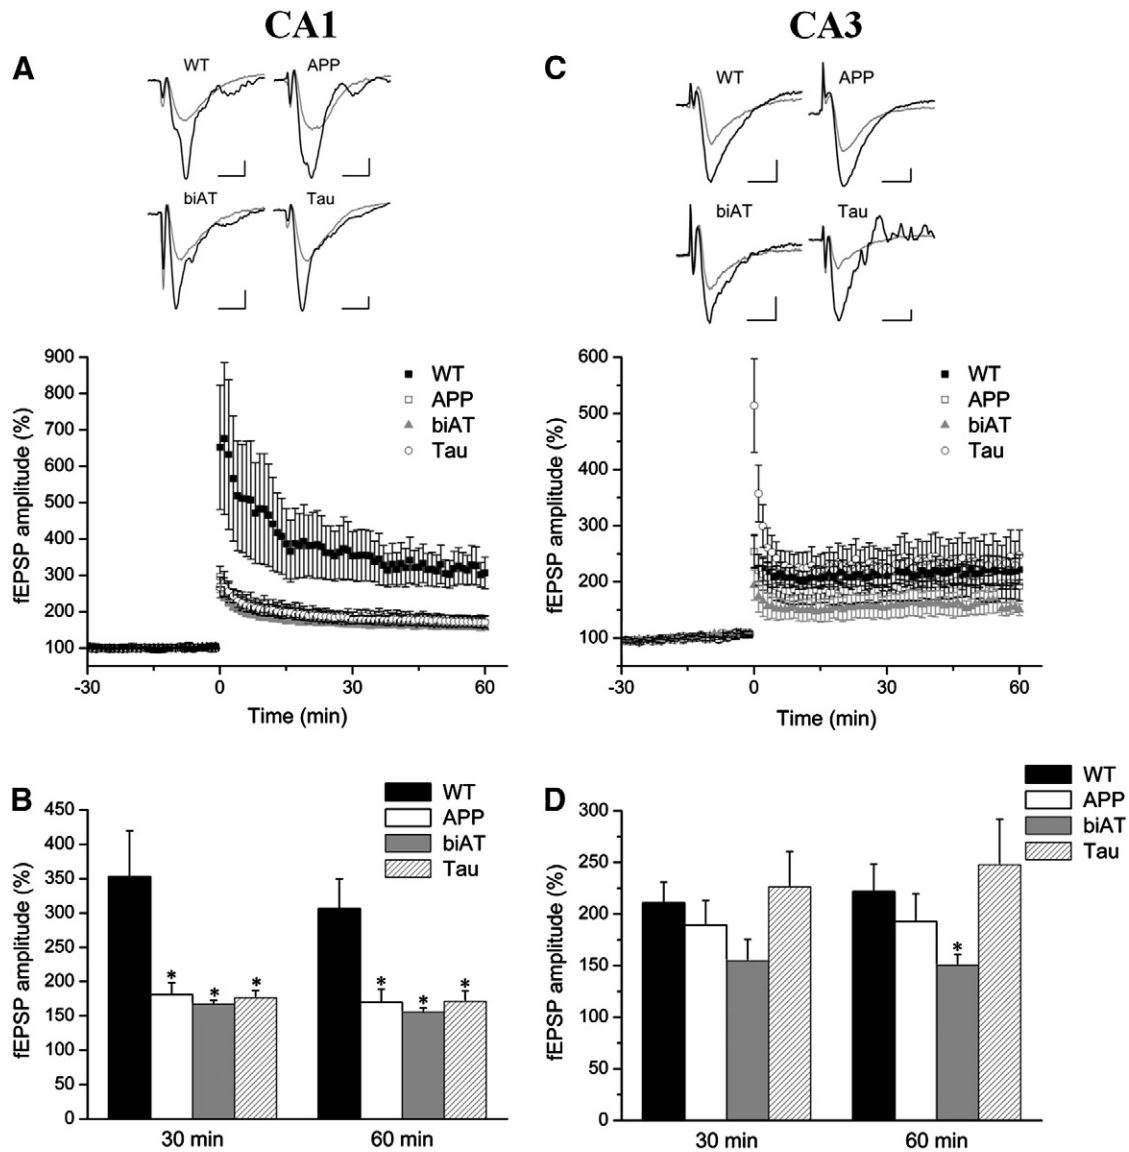 CA1
CA3
A
WT
APP
biAT
Tau
900
800
700
600
500
400
300
200
100
fEPSP amplitude (%)
WT
APP
biAT
Tau
-30
0
30
60
Time (min)
C
WT
APP
biAT
Tau
600
500
400
300
200
100
fEPSP amplitude (%)
WT
APP
biAT
Tau
-30
0
30
60
Time (min)
B
WT
APP
biAT
Tau
450
400
350
300
250
200
150
100
50
0
fEPSP amplitude (%)
* * *
* * *
30 min
60 min
D
WT
APP
biAT
Tau
300
250
200
150
100
50
0
fEPSP amplitude (%)
*
30 min
60 min